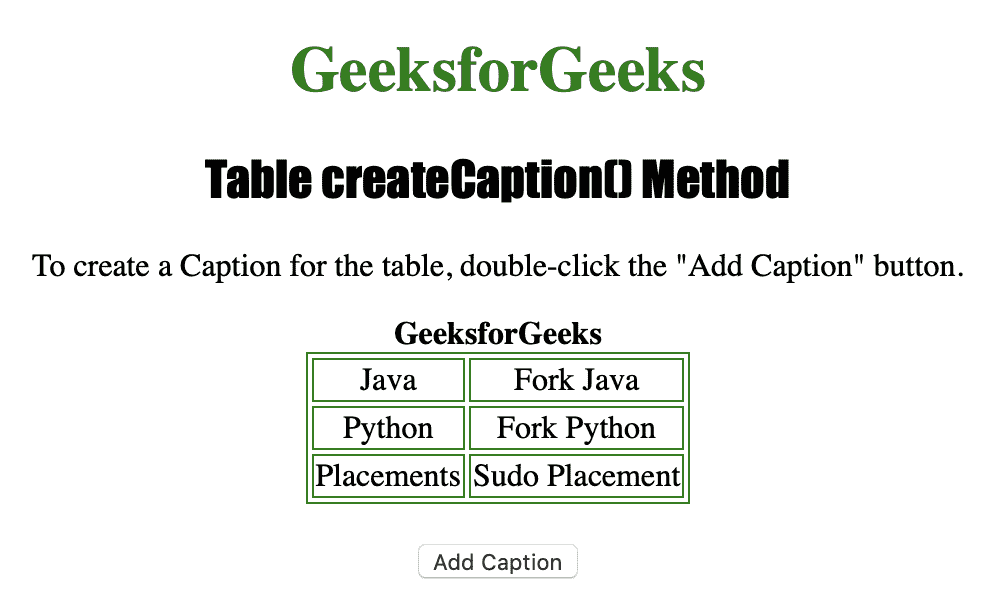 GeeksforGeeks
Table createCaption() Method
To create a Caption for the table, double-click the "Add Caption" button.
GeeksforGeeks
Java Fork Java
Python Fork Python
Placements Sudo Placement
Add Caption